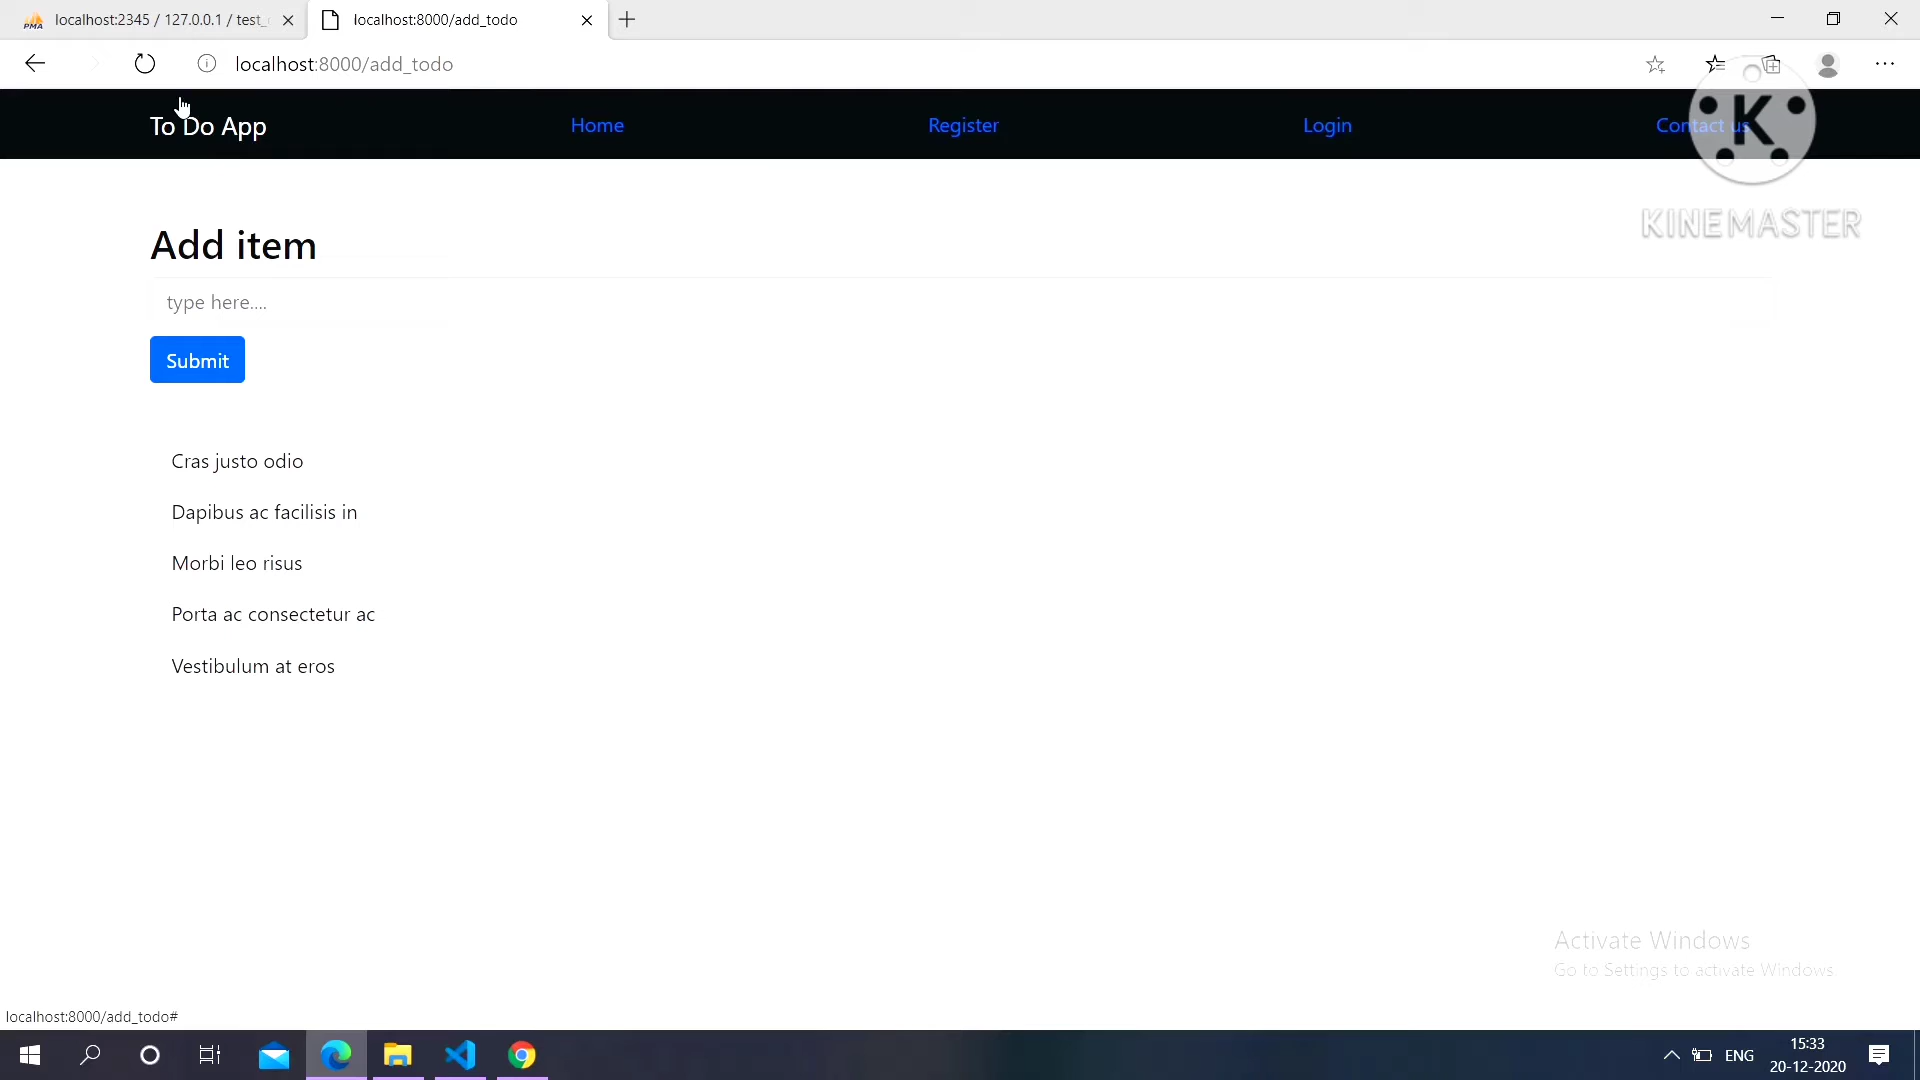 PMA localhost:2345 / 127.0.0.1 / test_
localhost:8000/add_todo
localhost:8000/add_todo
To Do App
Home
Register
Login
Contact us
K
KINEMASTER
Add item
type here....
Submit
Cras justo odio
Dapibus ac facilisis in
Morbi leo risus
Porta ac consectetur ac
Vestibulum at eros
Activate Windows
Go to Settings to activate Windows.
localhost:8000/add_todo#
ENG
15:33
20-12-2020